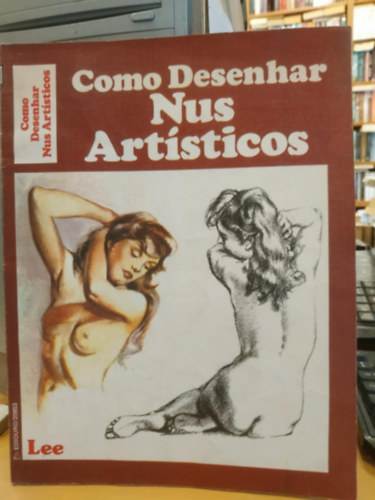 Como
Desenhar
Nus Artísticos
Como Desenhar
Nus
Artísticos
Lee